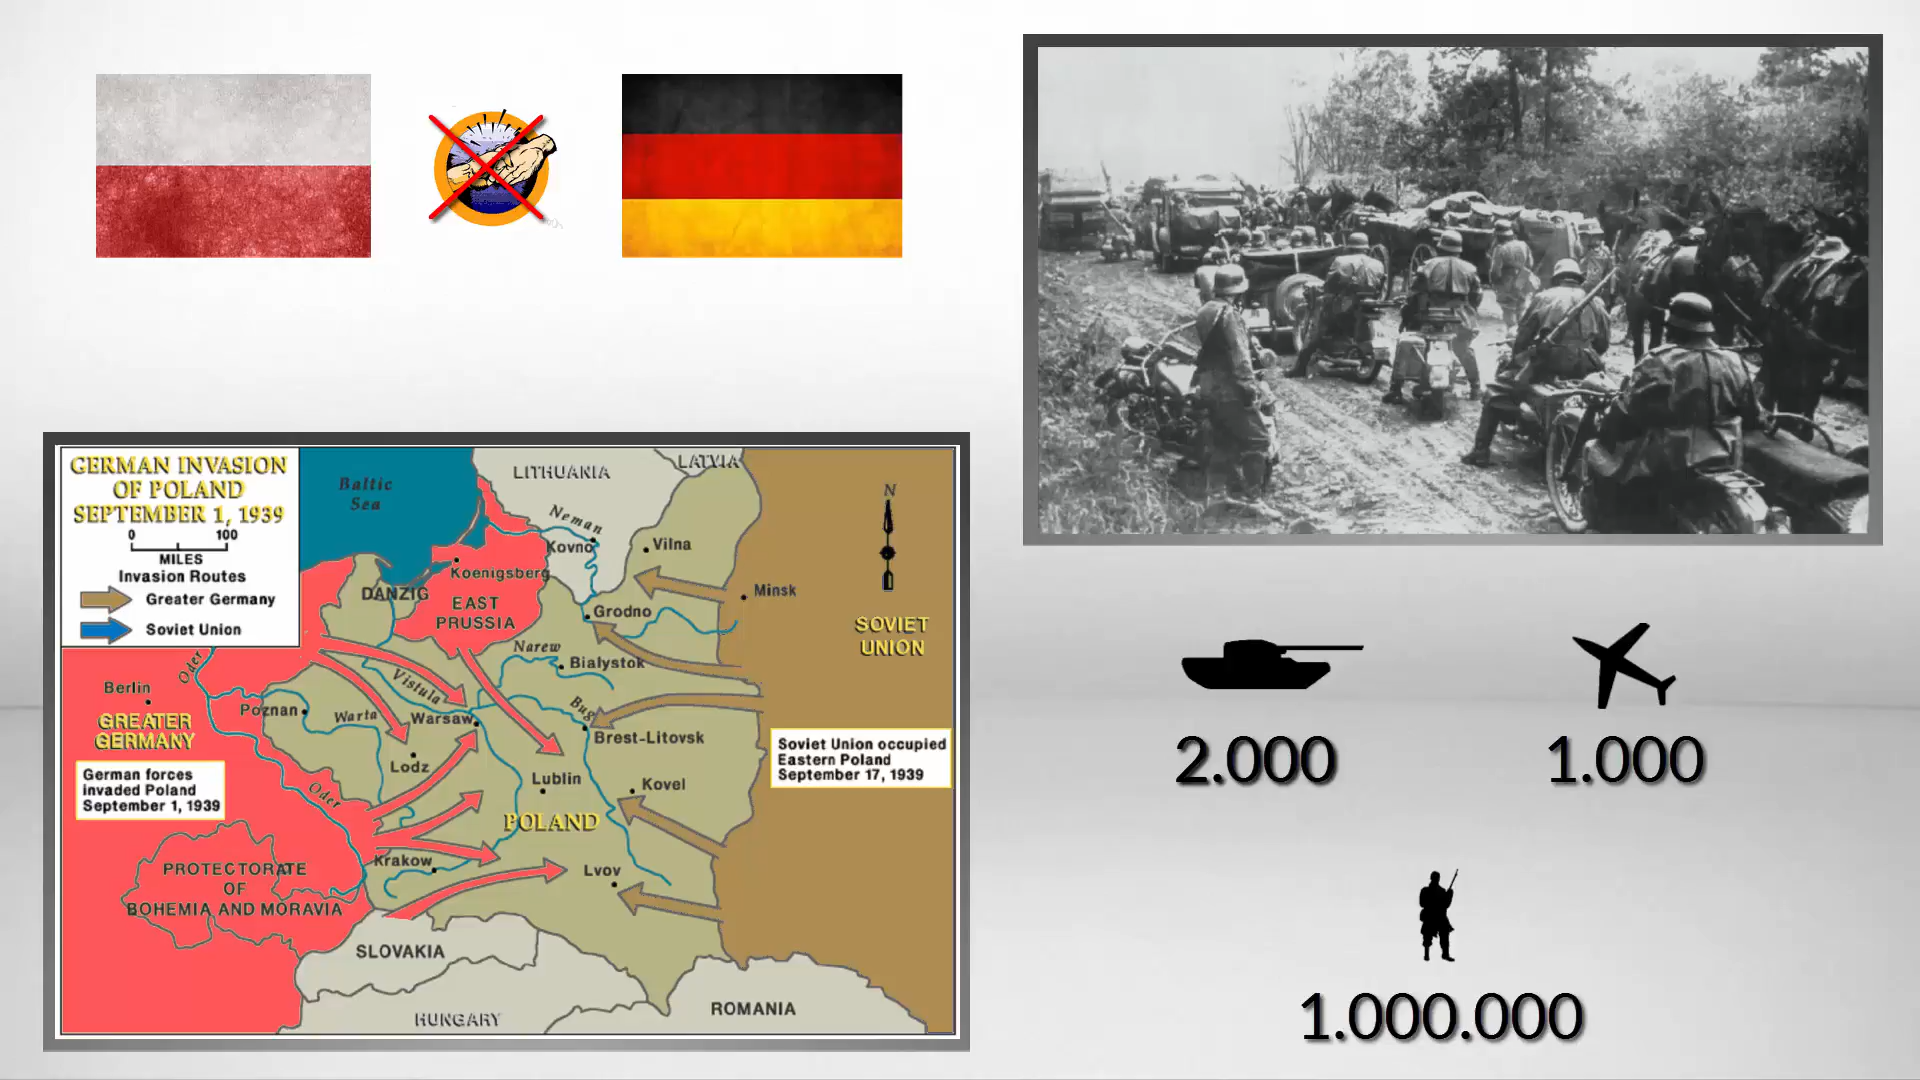 GERMAN INVASION
OF POLAND
SEPTEMBER 1, 1939
0 100
MILES
Invasion Routes
Greater Germany
Soviet Union
Baltic
Sea
LITHUANIA
LATVIA
N
Neman
Kovno
Vilna
Koenigsberg
DANZIG
EAST
PRUSSIA
Minsk
Grodno
SOVIET
UNION
Oder
Narew
Bialystok
Berlin
Vistula
Poznan
Warta
Warsaw
Bug
Brest-Litovsk
GREATER
GERMANY
Soviet Union occupied
Eastern Poland
September 17, 1939
German forces
invaded Poland
September 1, 1939
Lodz
Oder
Lublin
Kovel
POLAND
Krakow
Lvov
PROTECTORATE
OF
BOHEMIA AND MORAVIA
SLOVAKIA
HUNGARY
ROMANIA
2.000
1.000
1.000.000